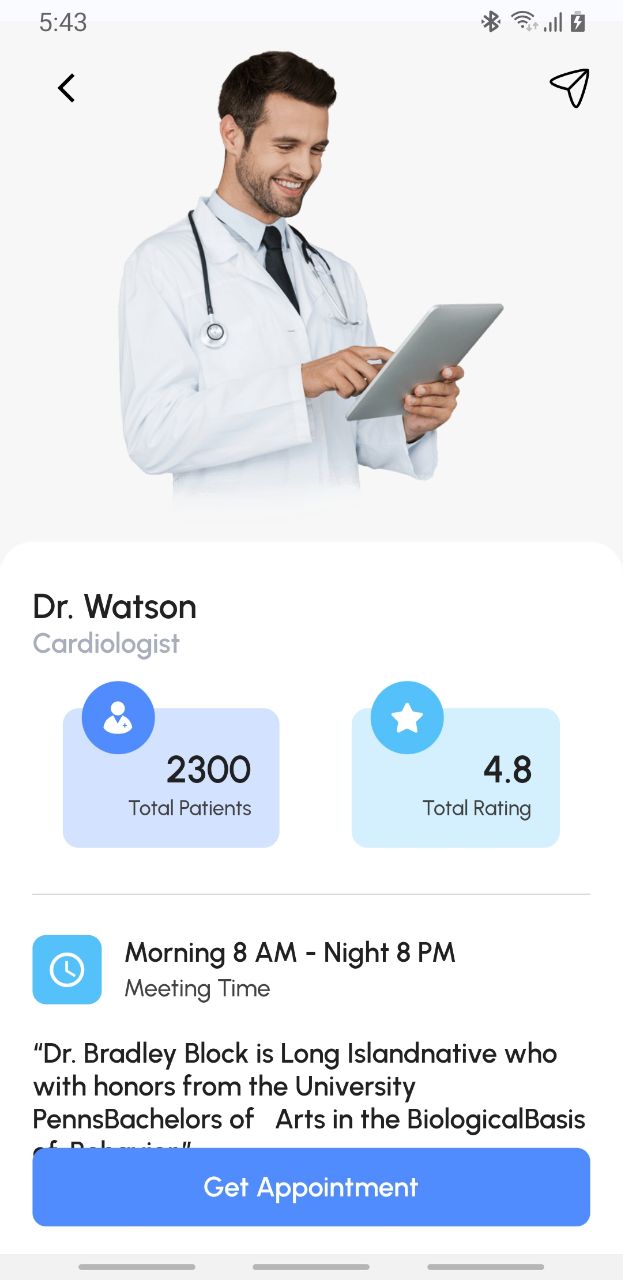 5:43
Dr. Watson
Cardiologist
2300
Total Patients
4.8
Total Rating
Morning 8 AM - Night 8 PM
Meeting Time
“Dr. Bradley Block is Long Islandnative who
with honors from the University
PennsBachelors of   Arts in the BiologicalBasis
of Behavior”
Get Appointment